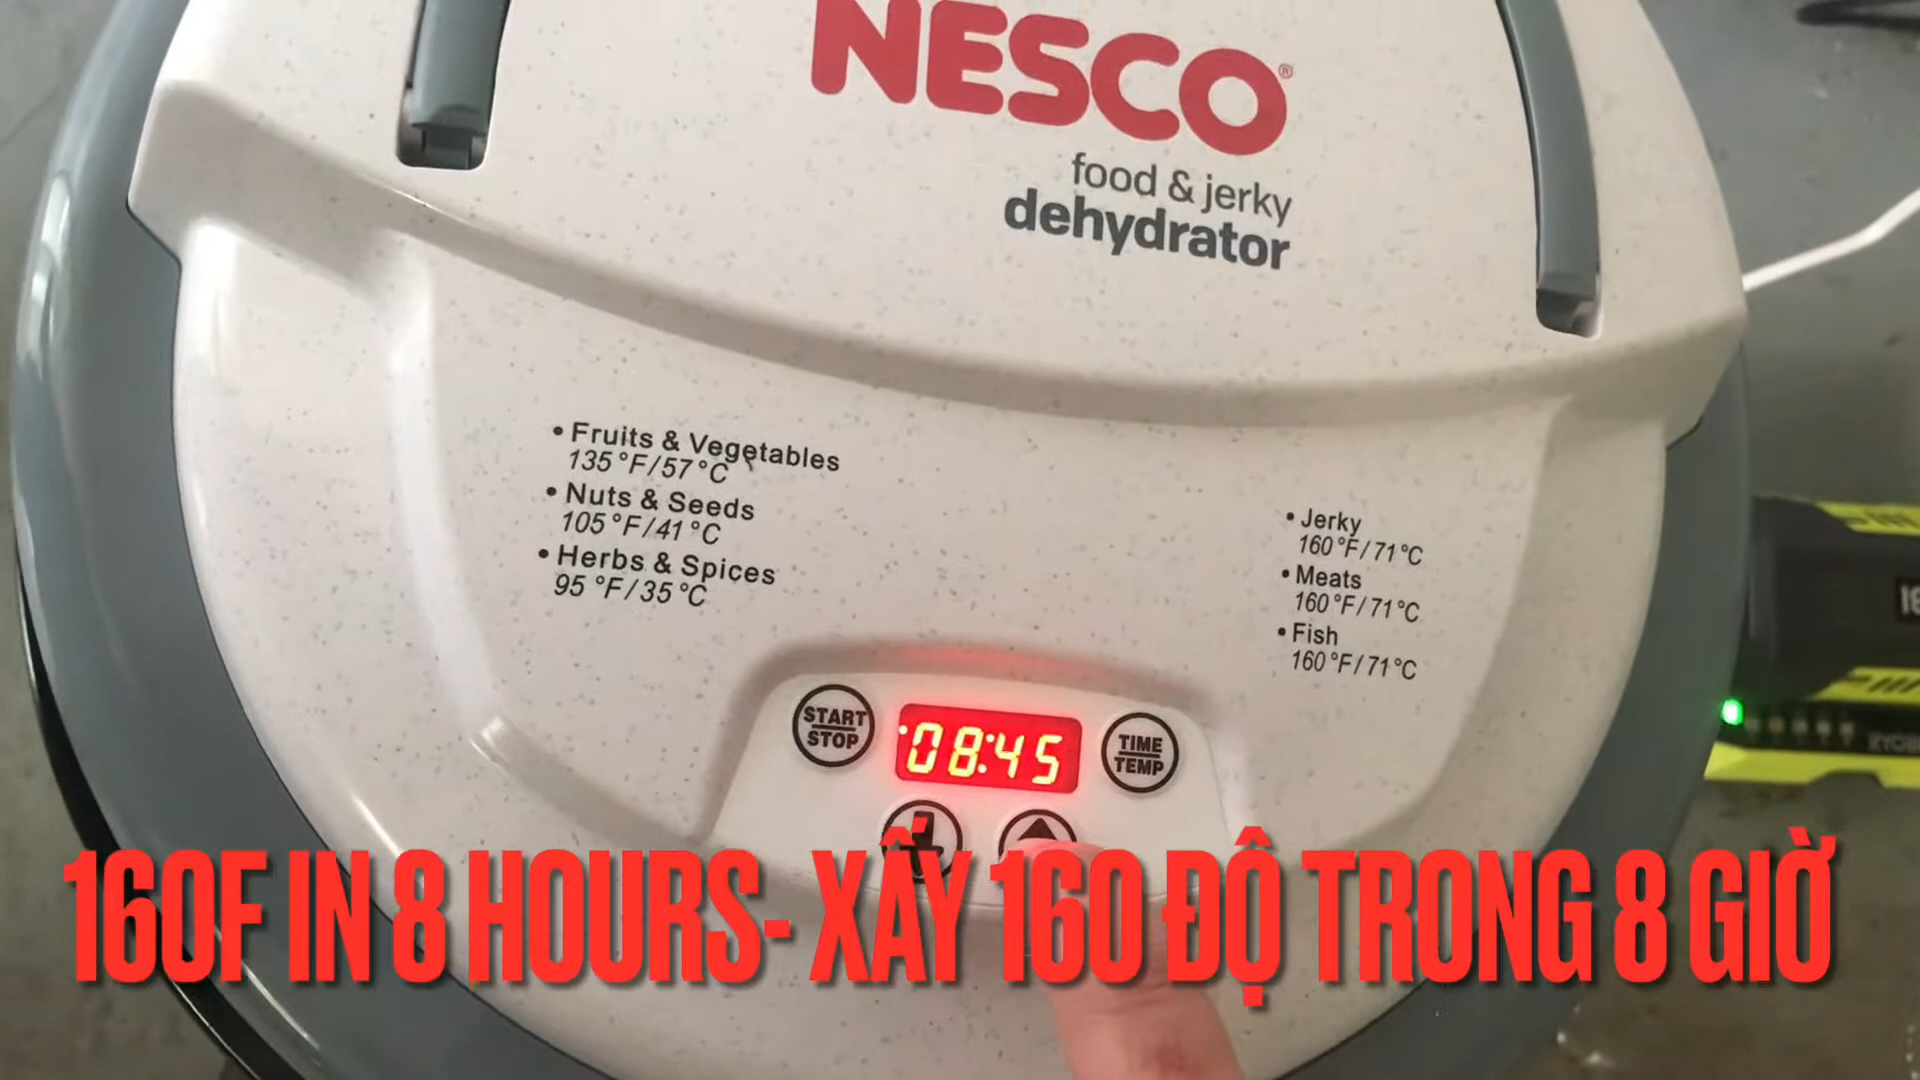 NESCO®
food & jerky
dehydrator
• Fruits & Vegetables
135°F/57°C
• Nuts & Seeds
105°F/41°C
• Herbs & Spices
95°F/35°C
• Jerky
160°F/71°C
• Meats
160°F/71°C
• Fish
160°F/71°C
START
STOP
08:45
TIME
TEMP
160F IN 8 HOURS- XẤY 160 ĐỘ TRONG 8 GIỜ